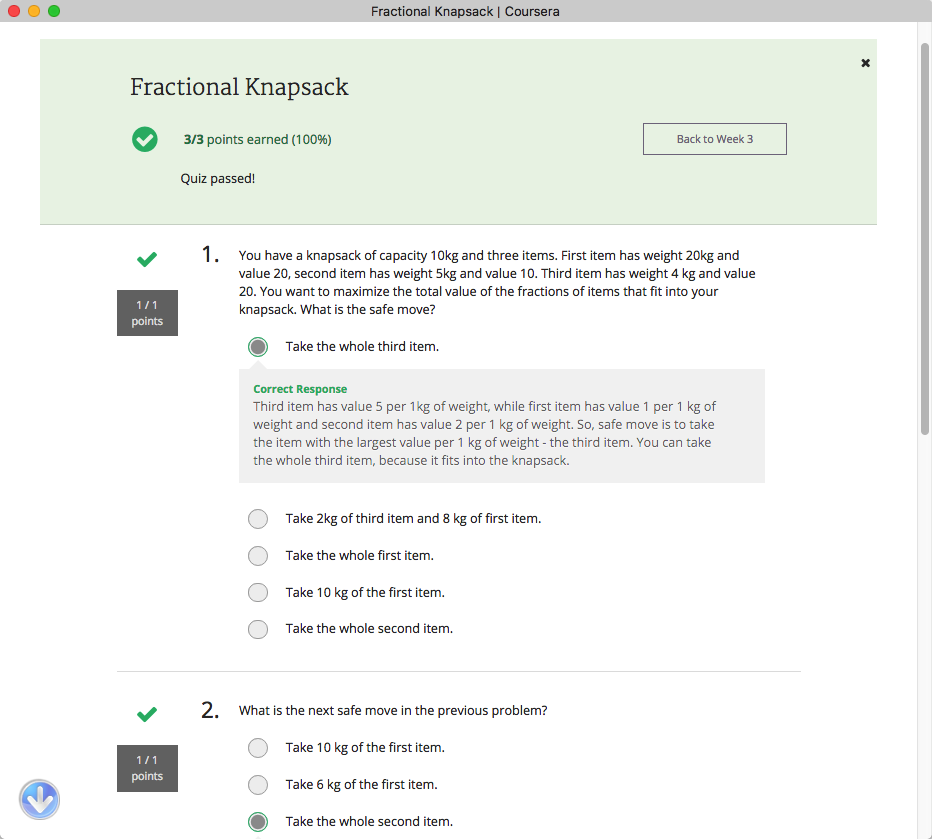 Fractional Knapsack | Coursera
Fractional Knapsack
3/3 points earned (100%)
Back to Week 3
Quiz passed!
1.
You have a knapsack of capacity 10kg and three items. First item has weight 20kg and
value 20, second item has weight 5kg and value 10. Third item has weight 4 kg and value
20. You want to maximize the total value of the fractions of items that fit into your
knapsack. What is the safe move?
1 / 1
points
Take the whole third item.
Correct Response
Third item has value 5 per 1kg of weight, while first item has value 1 per 1 kg of
weight and second item has value 2 per 1 kg of weight. So, safe move is to take
the item with the largest value per 1 kg of weight - the third item. You can take
the whole third item, because it fits into the knapsack.
Take 2kg of third item and 8 kg of first item.
Take the whole first item.
Take 10 kg of the first item.
Take the whole second item.
2.
What is the next safe move in the previous problem?
1 / 1
points
Take 10 kg of the first item.
Take 6 kg of the first item.
Take the whole second item.